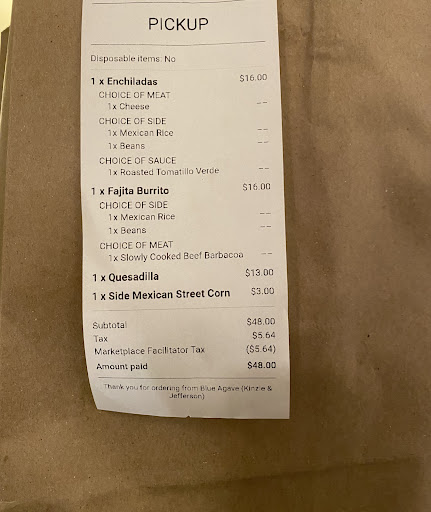 PICKUP
Disposable items: No
1 x Enchiladas $16.00
CHOICE OF MEAT
1x Cheese --
CHOICE OF SIDE
1x Mexican Rice --
1x Beans --
CHOICE OF SAUCE
1x Roasted Tomatillo Verde --
1 x Fajita Burrito $16.00
CHOICE OF SIDE
1x Mexican Rice --
1x Beans --
CHOICE OF MEAT
1x Slowly Cooked Beef Barbacoa --
1 x Quesadilla $13.00
1 x Side Mexican Street Corn $3.00
Subtotal $48.00
Tax $5.64
Marketplace Facilitator Tax ($5.64)
Amount paid $48.00
Thank you for ordering from Blue Agave (Kinzie &
Jefferson)